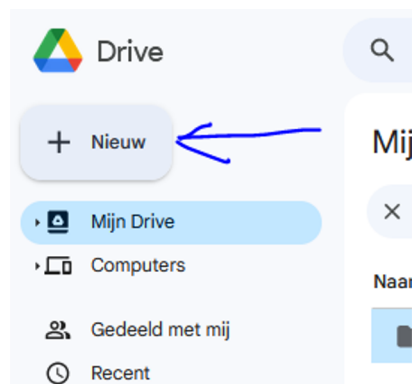 Drive
Nieuw
Mijn Drive
Computers
Gedeeld met mij
Recent